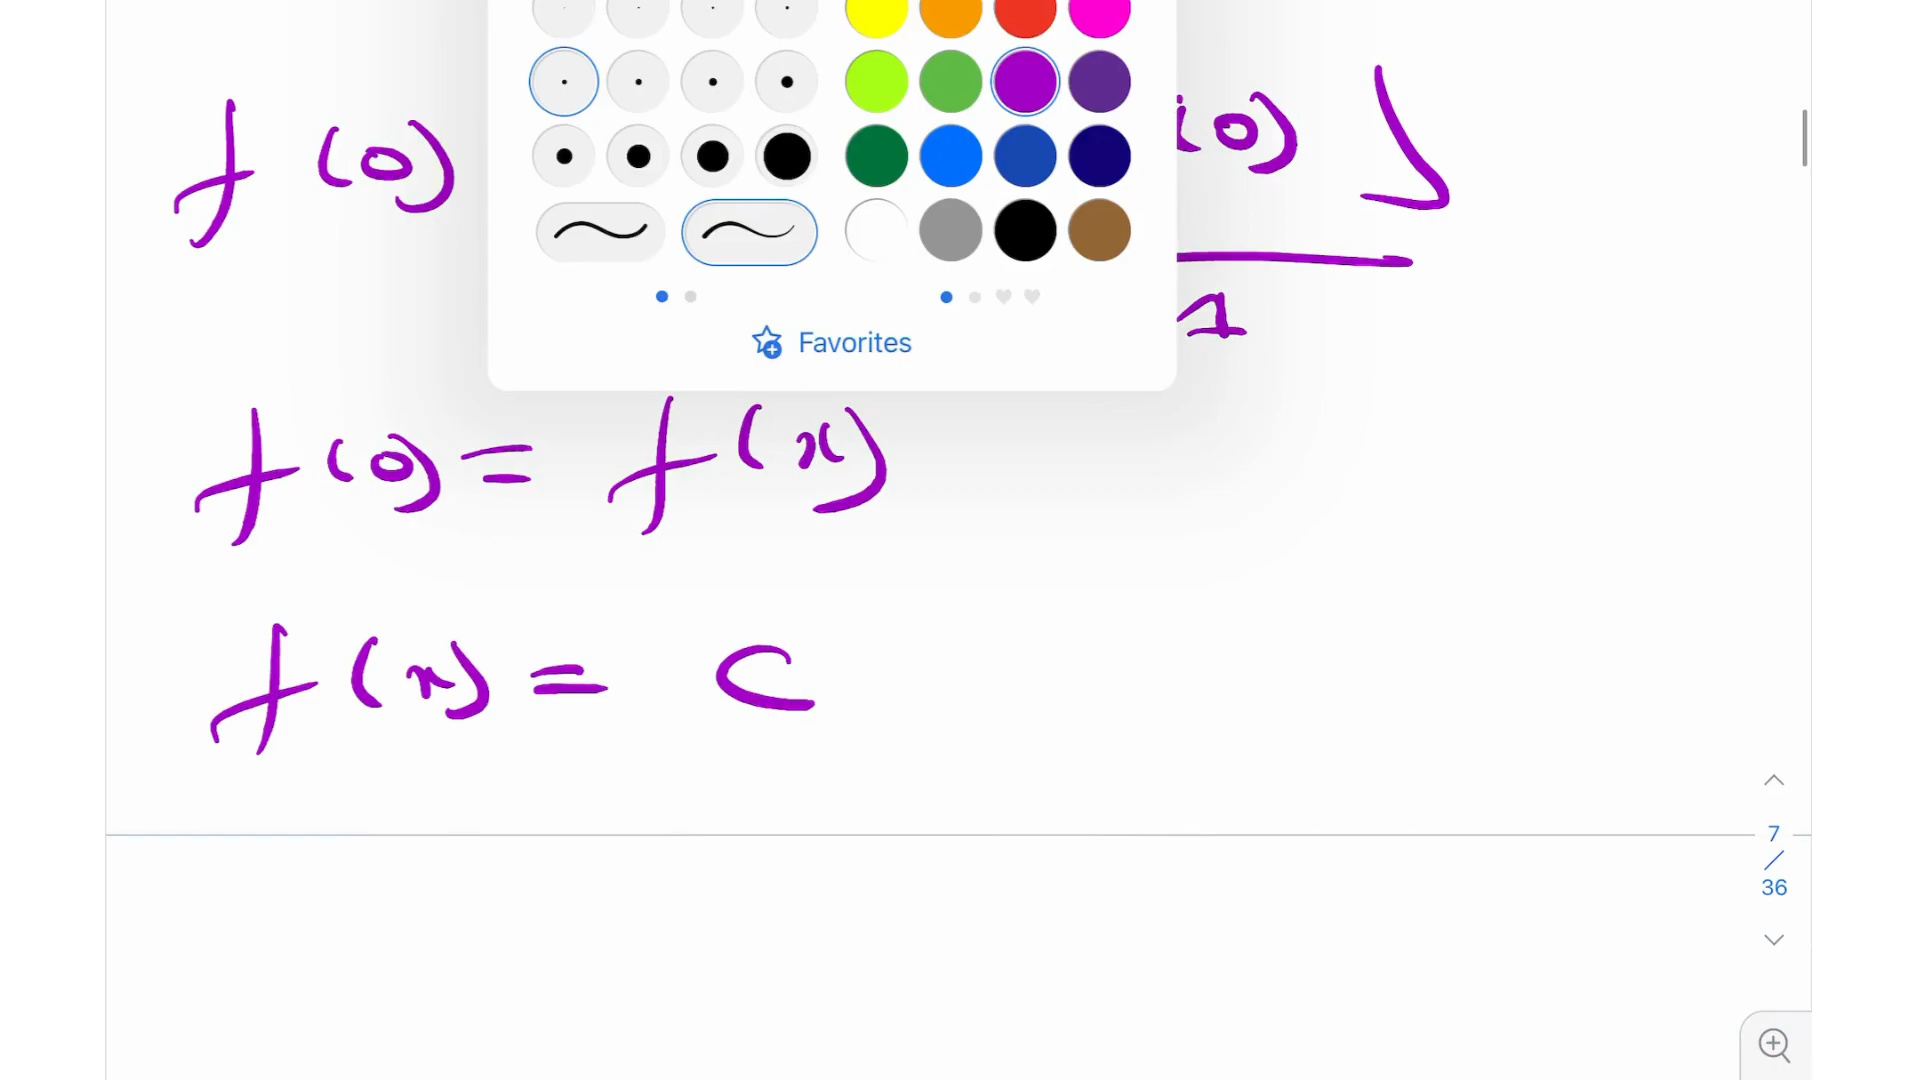 f(0) (0)
1
Favorites
f(0) = f(x)
f(x) = C
7
/
36